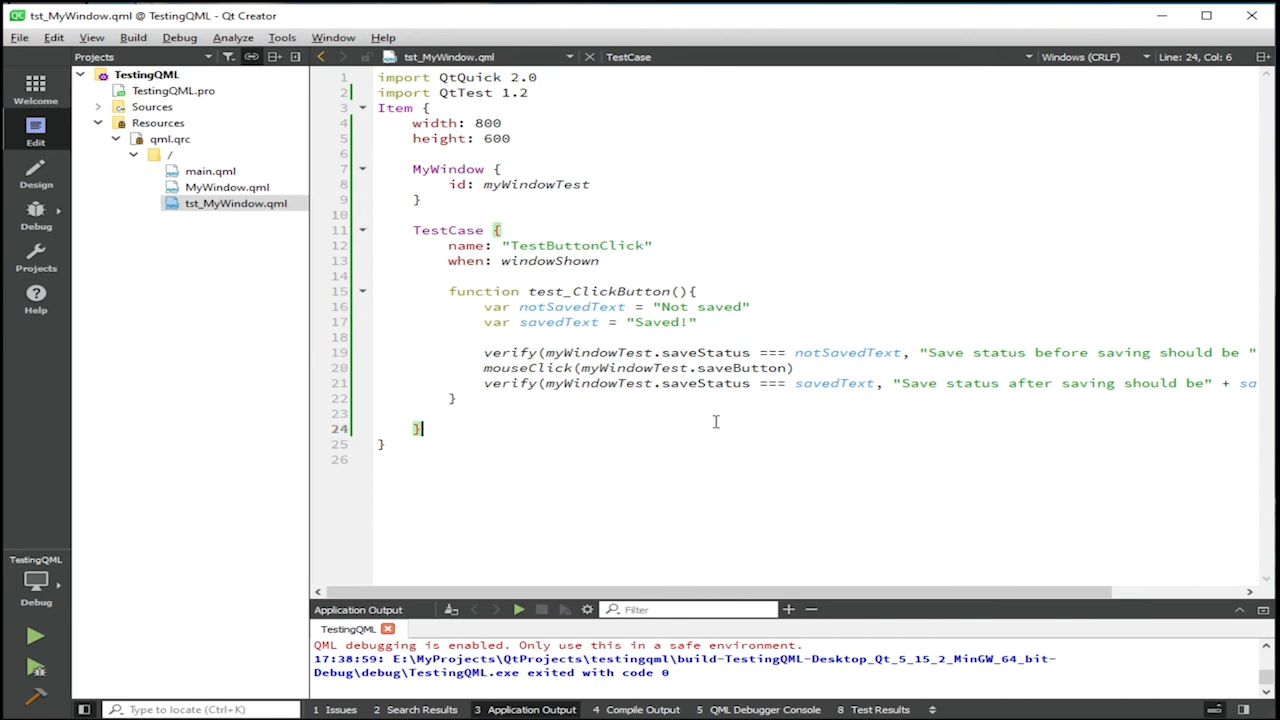 tst_MyWindow.qml @ TestingQML - Qt Creator
File Edit View Build Debug Analyze Tools Window Help
Projects tst_MyWindow.qml TestCase Windows (CRLF) Line: 24, Col: 6
Welcome
Edit
Design
Debug
Projects
Help
TestingQML
Debug
TestingQML
TestingQML.pro
Sources
Resources
qml.qrc
/
main.qml
MyWindow.qml
tst_MyWindow.qml
1 import QtQuick 2.0
2 import QtTest 1.2
3 Item {
4 width: 800
5 height: 600
6
7 MyWindow {
8 id: myWindowTest
9 }
10
11 TestCase {
12 name: "TestButtonClick"
13 when: windowShown
14
15 function test_ClickButton(){
16 var notSavedText = "Not saved"
17 var savedText = "Saved!"
18
19 verify(myWindowTest.saveStatus === notSavedText, "Save status before saving should be "
20 mouseClick(myWindowTest.saveButton)
21 verify(myWindowTest.saveStatus === savedText, "Save status after saving should be" + sa
22 }
23
24 }
25 }
26
Application Output Filter
TestingQML
QML debugging is enabled. Only use this in a safe environment.
17:38:59: E:\MyProjects\QtProjects\testingqml\build-TestingQML-Desktop_Qt_5_15_2_MinGW_64_bit-
Debug\debug\TestingQML.exe exited with code 0
Type to locate (Ctrl+K) 1 Issues 2 Search Results 3 Application Output 4 Compile Output 5 QML Debugger Console 8 Test Results